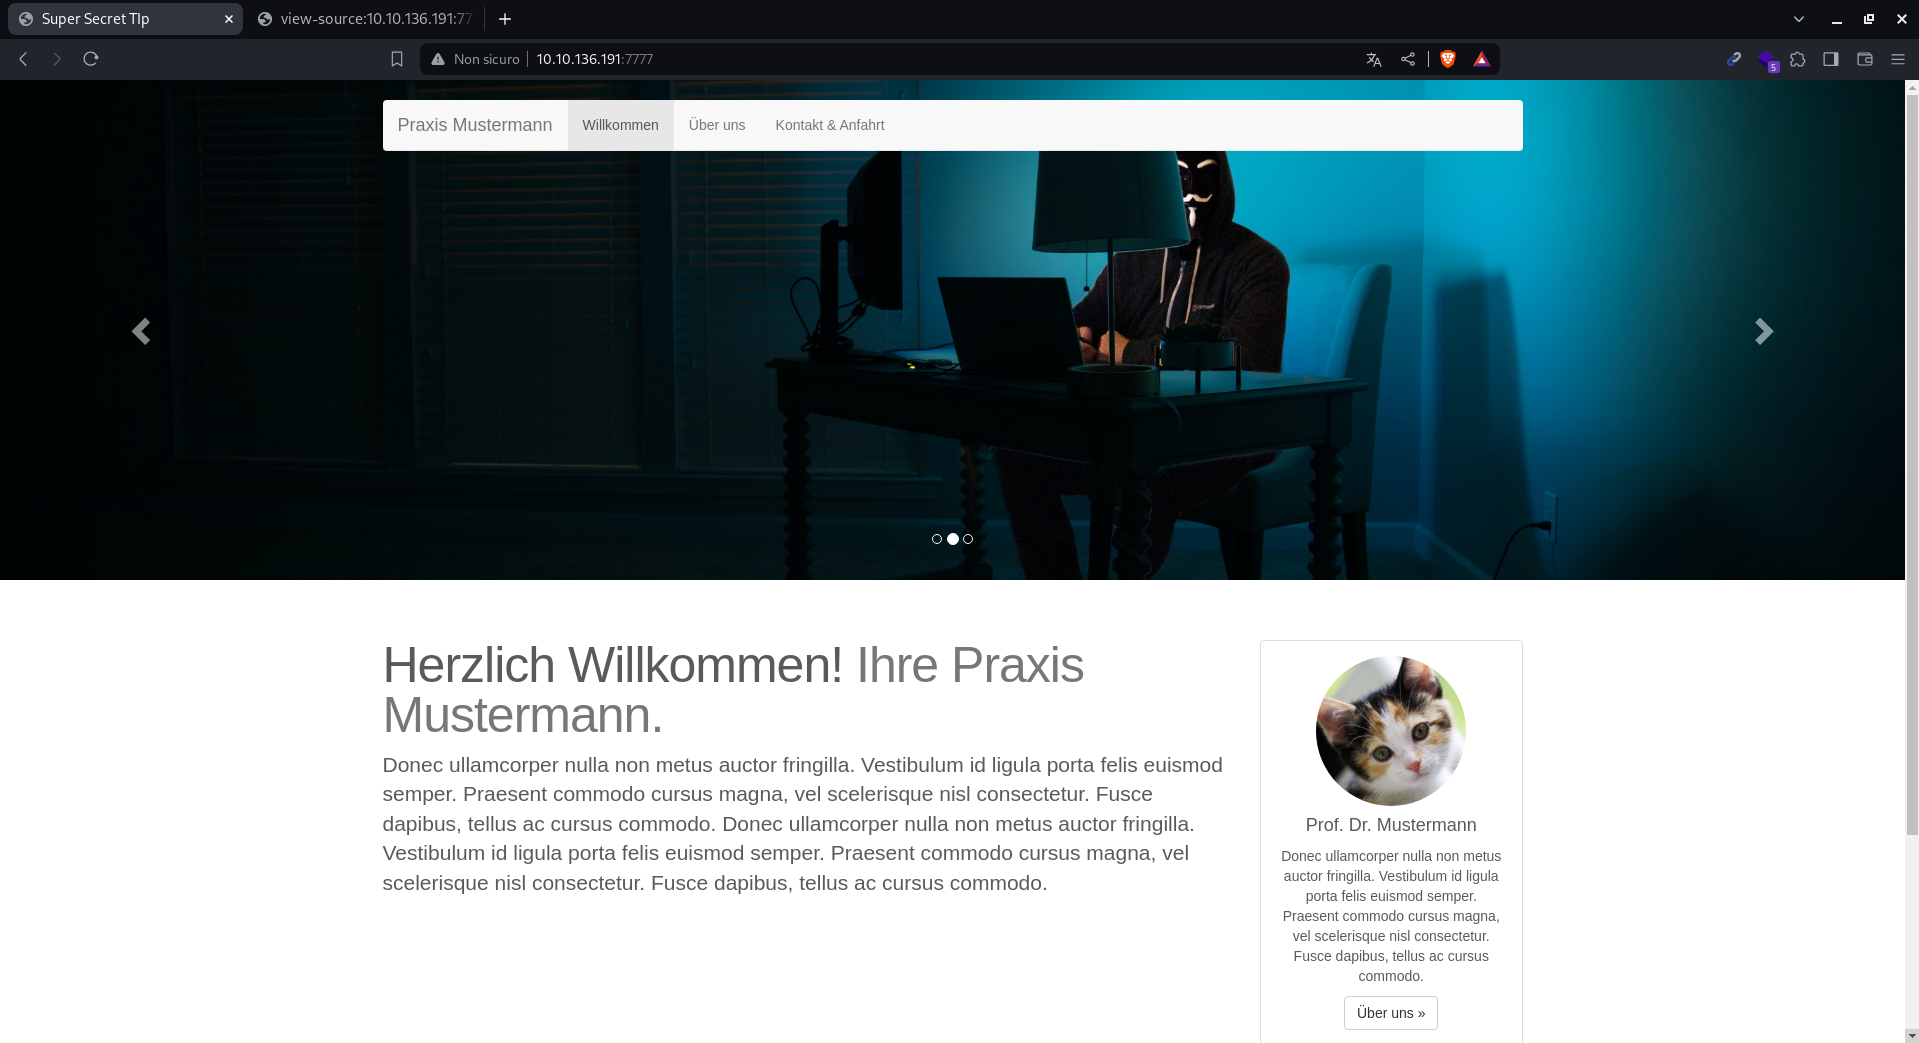 Super Secret TIp
view-source:10.10.136.191:77
Non sicuro
10.10.136.191:7777
5
Praxis Mustermann
Willkommen
Über uns
Kontakt & Anfahrt
Herzlich Willkommen! Ihre Praxis
Mustermann.
Donec ullamcorper nulla non metus auctor fringilla. Vestibulum id ligula porta felis euismod
semper. Praesent commodo cursus magna, vel scelerisque nisl consectetur. Fusce
dapibus, tellus ac cursus commodo. Donec ullamcorper nulla non metus auctor fringilla.
Vestibulum id ligula porta felis euismod semper. Praesent commodo cursus magna, vel
scelerisque nisl consectetur. Fusce dapibus, tellus ac cursus commodo.
Prof. Dr. Mustermann
Donec ullamcorper nulla non metus
auctor fringilla. Vestibulum id ligula
porta felis euismod semper.
Praesent commodo cursus magna,
vel scelerisque nisl consectetur.
Fusce dapibus, tellus ac cursus
commodo.
Über uns »